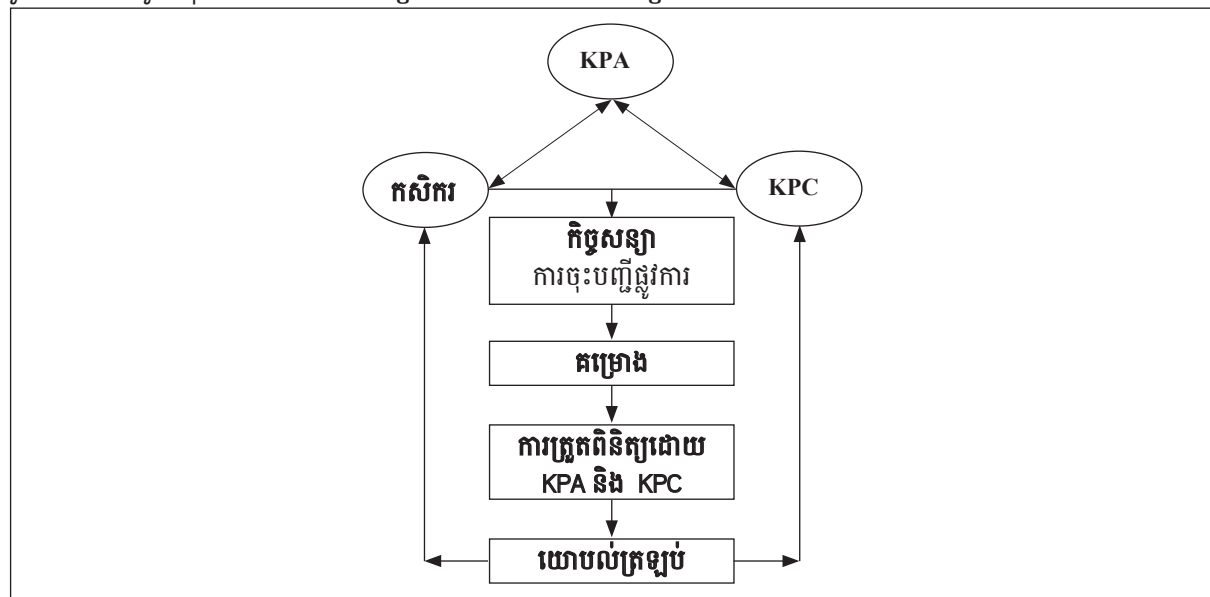 KPA
កសិករ
KPC
កិច្ចសន្យា
ការចុះបញ្ជីផ្លូវការ
គម្រោង
ការត្រួតពិនិត្យដោយ
KPA និង KPC
យោបល់ត្រឡប់